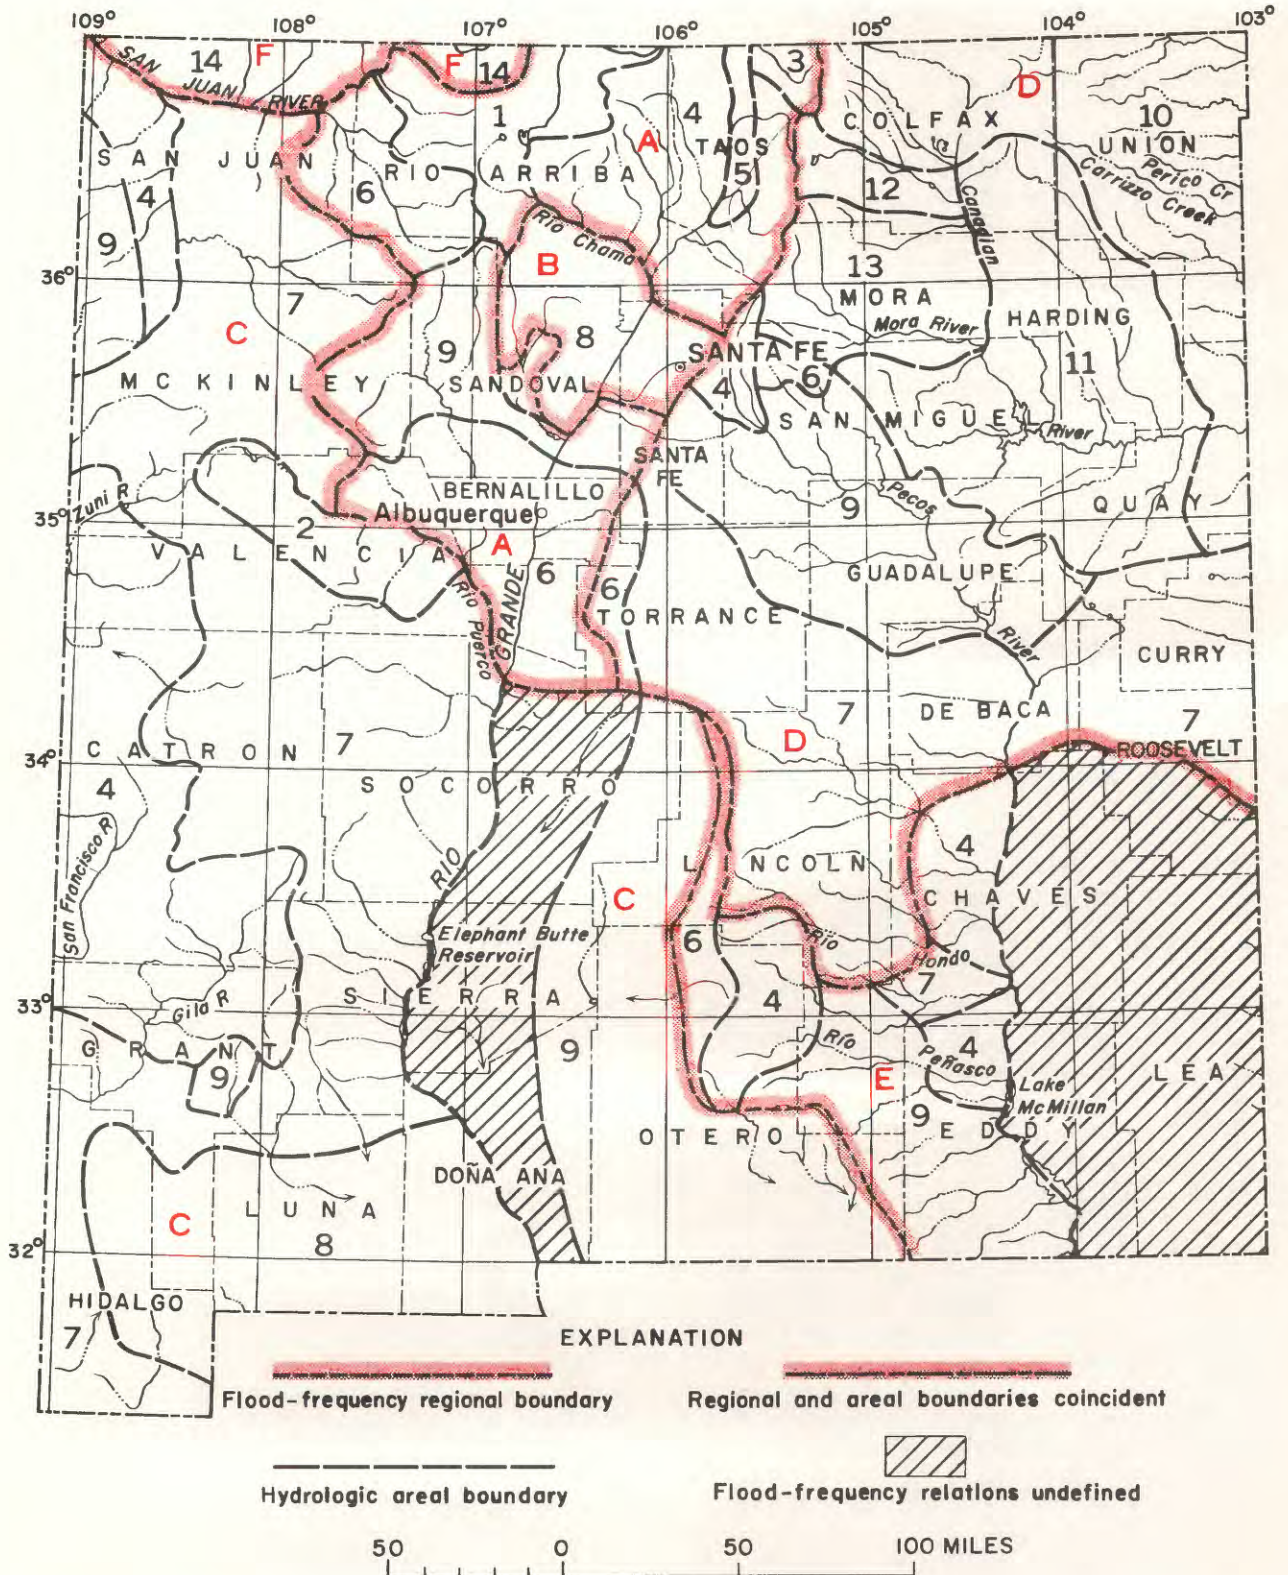 109° 108° 107° 106° 105° 104° 103°
SAN JUAN RIVER
14
F
F
14
1
3
4
D
10
A
TAOS
5
COLFAX
UNION
Perico Cr
Carrizzo Creek
SAN JUAN
RIO ARRIBA
6
4
12
Canadian
9
Rio Chama
36°
B
13
MORA
Mora River
HARDING
7
C
9
8
SANTA FE
11
MCKINLEY
SANDOVAL
4
6
SAN MIGUEL
River
SANTA
FE
BERNALILLO
Pecos
35°
Zuni R
Albuquerque
9
QUAY
2
VALENCIA
A
6
6
GUADALUPE
Rio Puerco
GRANDE
TORRANCE
River
CURRY
7
DE BACA
7
34°
CATRON
7
D
ROOSEVELT
4
SOCORRO
San Francisco R
RIO
C
LINCOLN
4
CHAVES
Elephant Butte
Reservoir
6
Río
Hondo
7
33°
Gila R
SIERRA
4
GRANT
9
9
Río
Peñasco
4
E
Lake
McMillan
LEA
OTERO
9
EDDY
DOÑA ANA
C
LUNA
8
32°
HIDALGO
7
EXPLANATION
Flood-frequency regional boundary
Regional and areal boundaries coincident
Hydrologic areal boundary
Flood-frequency relations undefined
50 0 50 100 MILES